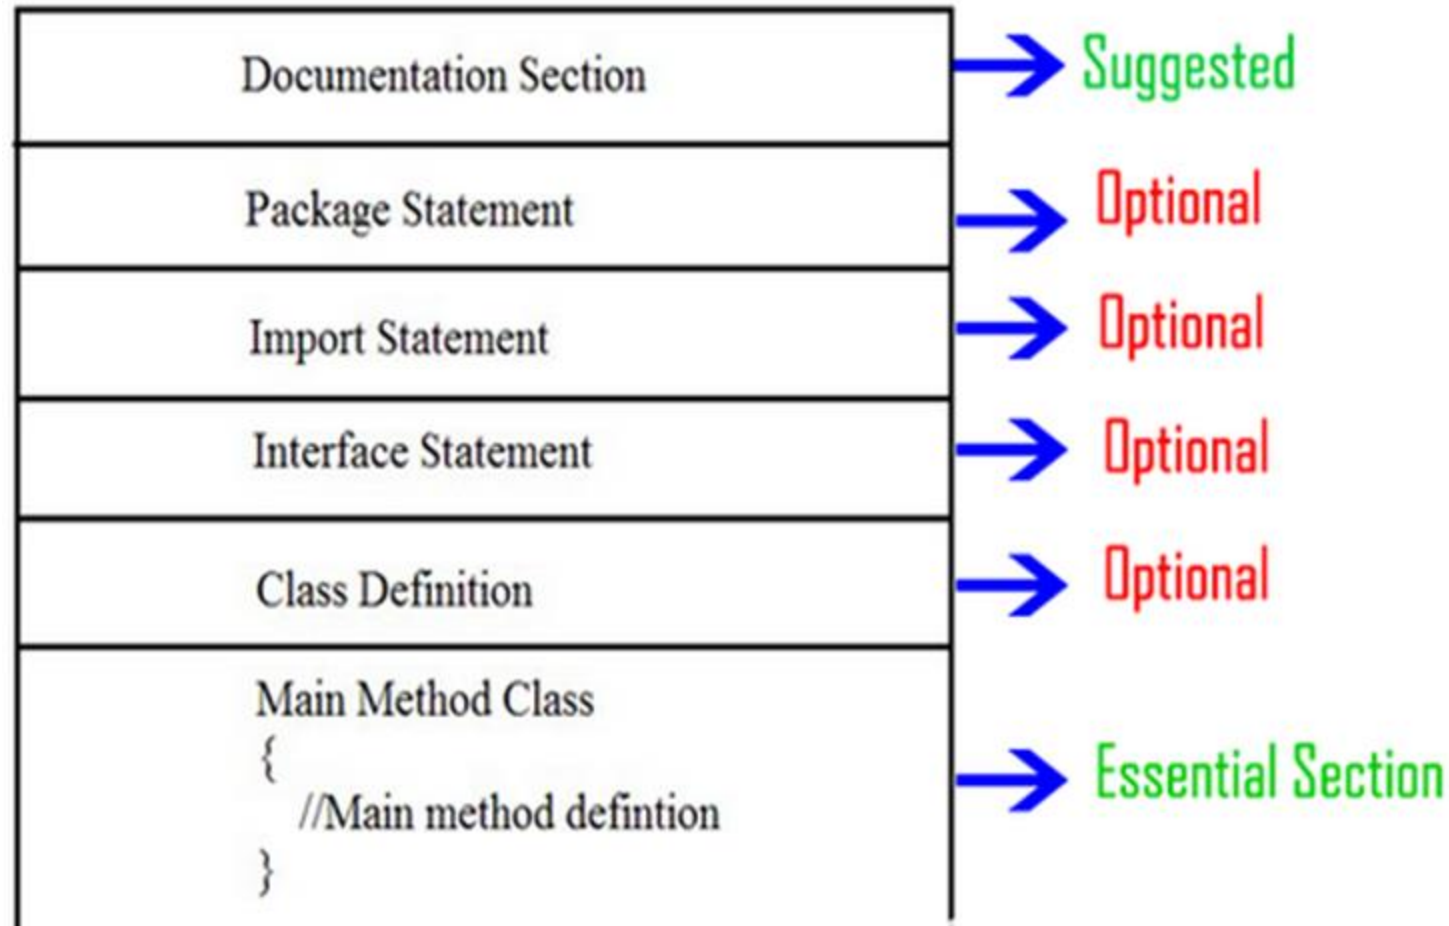 Documentation Section
Suggested
Package Statement
Optional
Import Statement
Optional
Interface Statement
Optional
Class Definition
Optional
Main Method Class
{
//Main method defintion
}
Essential Section